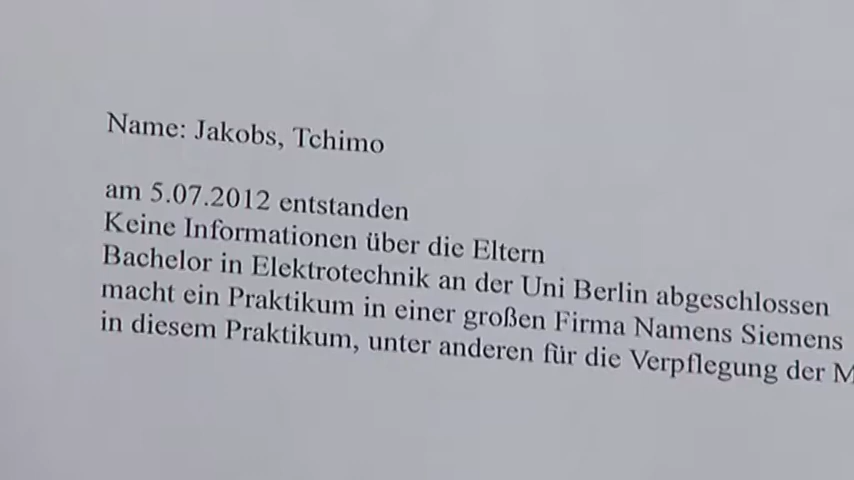 Name: Jakobs, Tchimo
am 5.07.2012 entstanden
Keine Informationen über die Eltern
Bachelor in Elektrotechnik an der Uni Berlin abgeschlossen
macht ein Praktikum in einer großen Firma Namens Siemens
in diesem Praktikum, unter anderen für die Verpflegung der